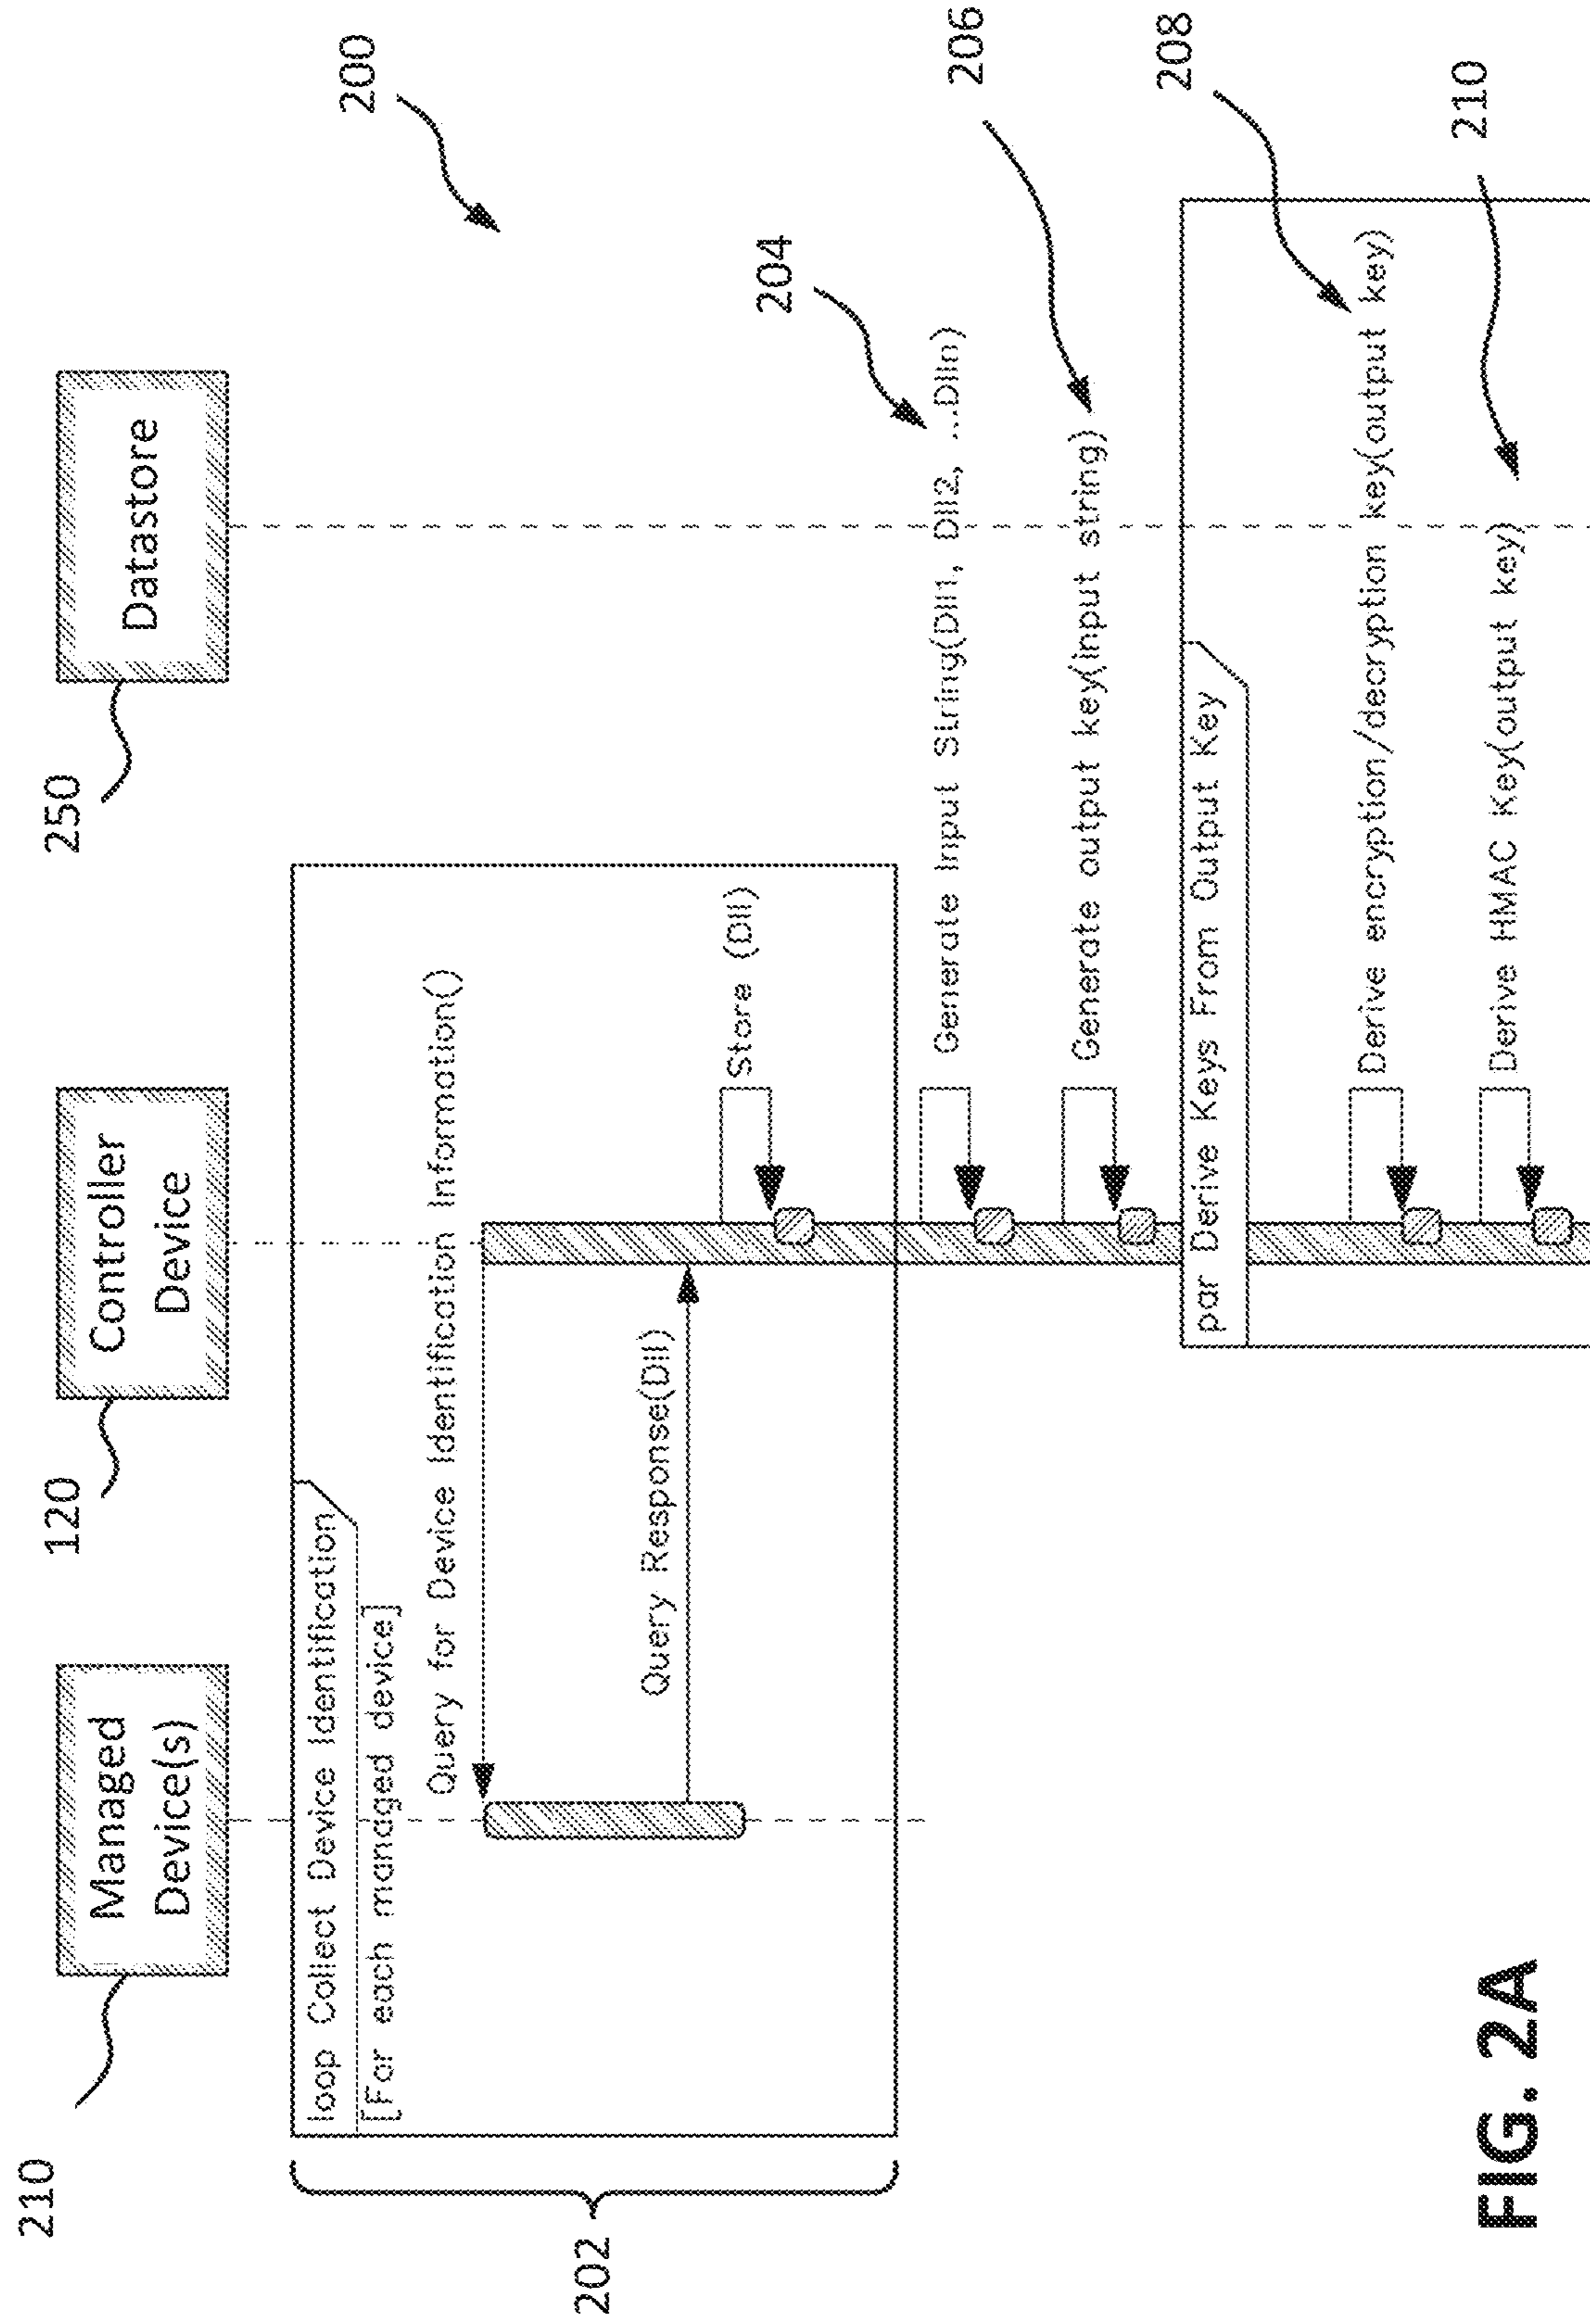 200
210
Managed
Device(s)
120
Controller
Device
250
Datastore
202
loop Collect Device Identification
[For each managed device]
Query for Device Identification Information()
Query Response(DII)
Store (DII)
204
Generate Input String(DII1, DII2, ...DIIn)
206
Generate output key(input string)
par Derive Keys From Output Key
208
Derive encryption/decryption key(output key)
210
Derive HMAC Key(output key)
FIG. 2A